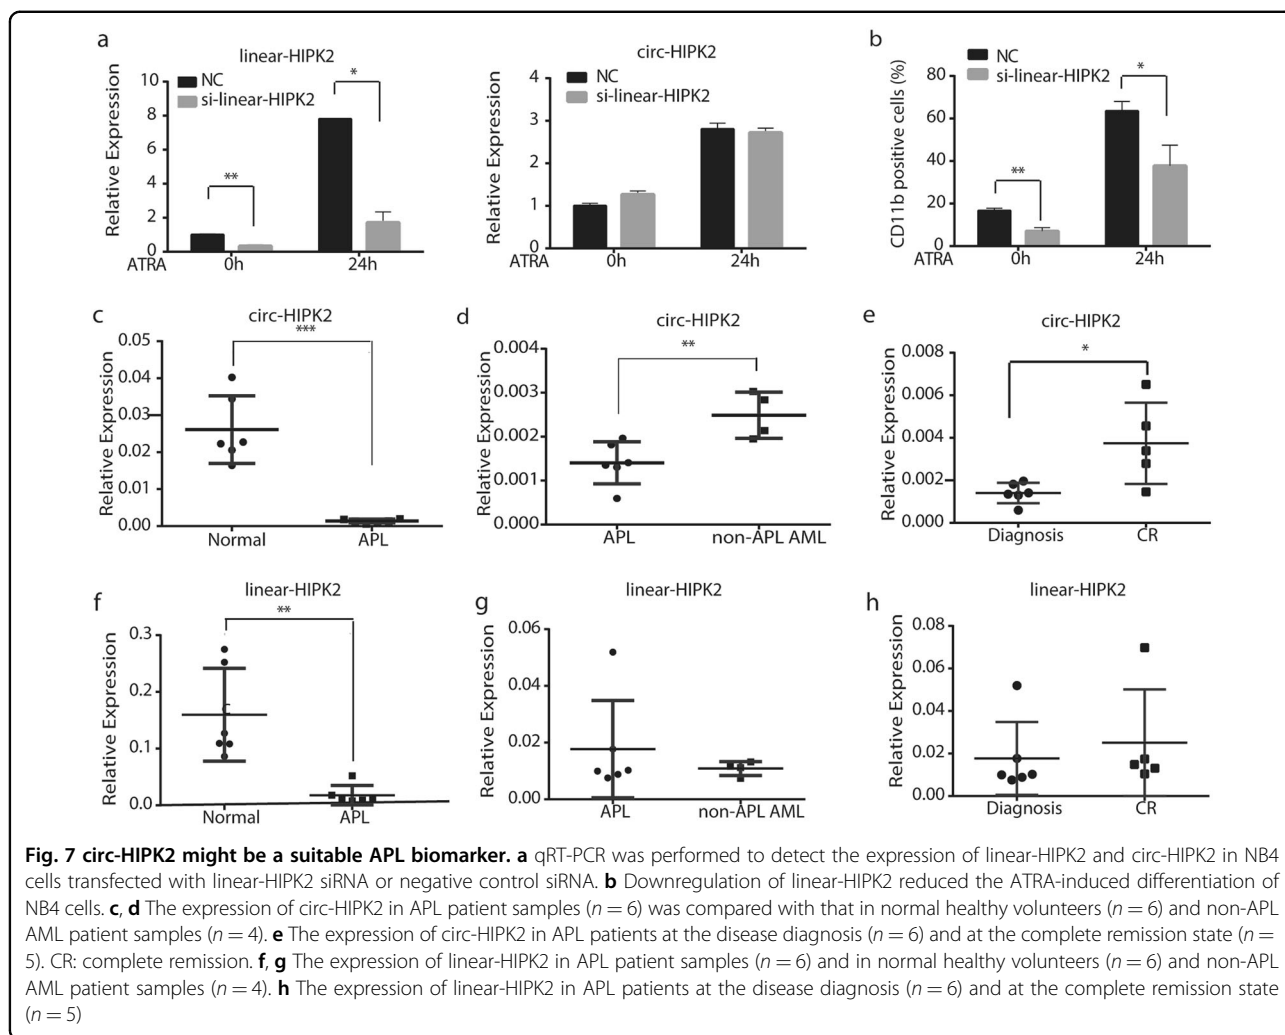 a
linear-HIPK2
NC
si-linear-HIPK2
*
**
Relative Expression
10
8
6
4
2
0
ATRA
0h
24h
circ-HIPK2
NC
si-linear-HIPK2
Relative Expression
4
3
2
1
0
ATRA
0h
24h
b
NC
si-linear-HIPK2
*
**
CD11b positive cells (%)
80
60
40
20
0
ATRA
0h
24h
c
circ-HIPK2
***
Relative Expression
0.05
0.04
0.03
0.02
0.01
0.00
Normal
APL
d
circ-HIPK2
**
Relative Expression
0.004
0.003
0.002
0.001
0.000
APL
non-APL AML
e
circ-HIPK2
*
Relative Expression
0.008
0.006
0.004
0.002
0.000
Diagnosis
CR
f
linear-HIPK2
**
Relative Expression
0.3
0.2
0.1
0.0
Normal
APL
g
linear-HIPK2
Relative Expression
0.06
0.04
0.02
0.00
APL
non-APL AML
h
linear-HIPK2
Relative Expression
0.08
0.06
0.04
0.02
0.00
Diagnosis
CR
Fig. 7 circ-HIPK2 might be a suitable APL biomarker. a qRT-PCR was performed to detect the expression of linear-HIPK2 and circ-HIPK2 in NB4
cells transfected with linear-HIPK2 siRNA or negative control siRNA. b Downregulation of linear-HIPK2 reduced the ATRA-induced differentiation of
NB4 cells. c, d The expression of circ-HIPK2 in APL patient samples (n = 6) was compared with that in normal healthy volunteers (n = 6) and non-APL
AML patient samples (n = 4). e The expression of circ-HIPK2 in APL patients at the disease diagnosis (n = 6) and at the complete remission state (n =
5). CR: complete remission. f, g The expression of linear-HIPK2 in APL patient samples (n = 6) and in normal healthy volunteers (n = 6) and non-APL
AML patient samples (n = 4). h The expression of linear-HIPK2 in APL patients at the disease diagnosis (n = 6) and at the complete remission state
(n = 5)